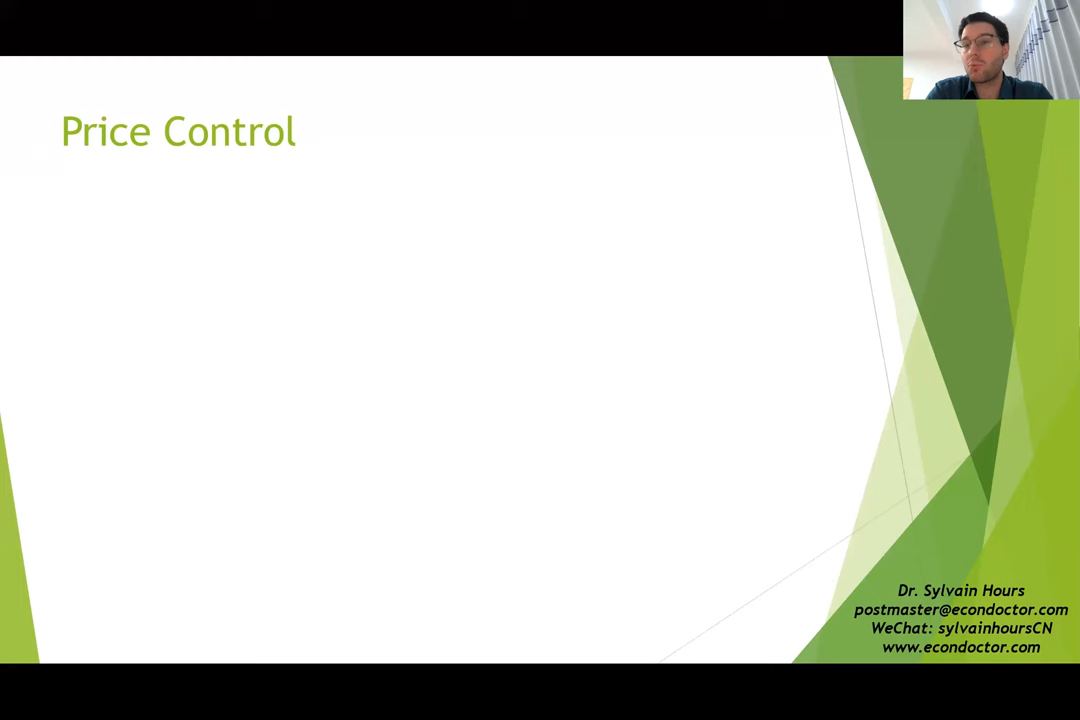 Price Control
Dr. Sylvain Hours
postmaster@econdoctor.com
WeChat: sylvainhoursCN
www.econdoctor.com